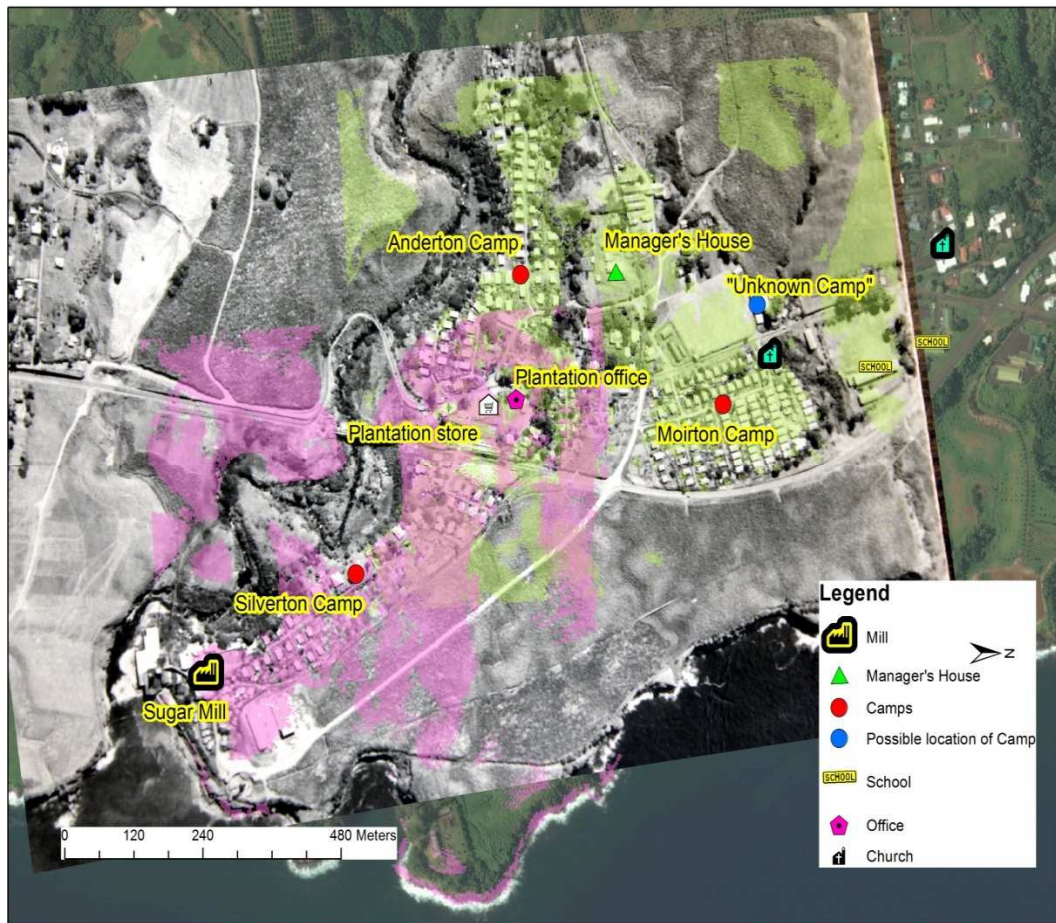 Anderton Camp
Manager's House
"Unknown Camp"
SCHOOL
SCHOOL
Plantation office
Plantation store
Moirton Camp
Silverton Camp
Sugar Mill
0 120 240 480 Meters
Legend
Mill
N
Manager's House
Camps
Possible location of Camp
SCHOOL School
Office
Church